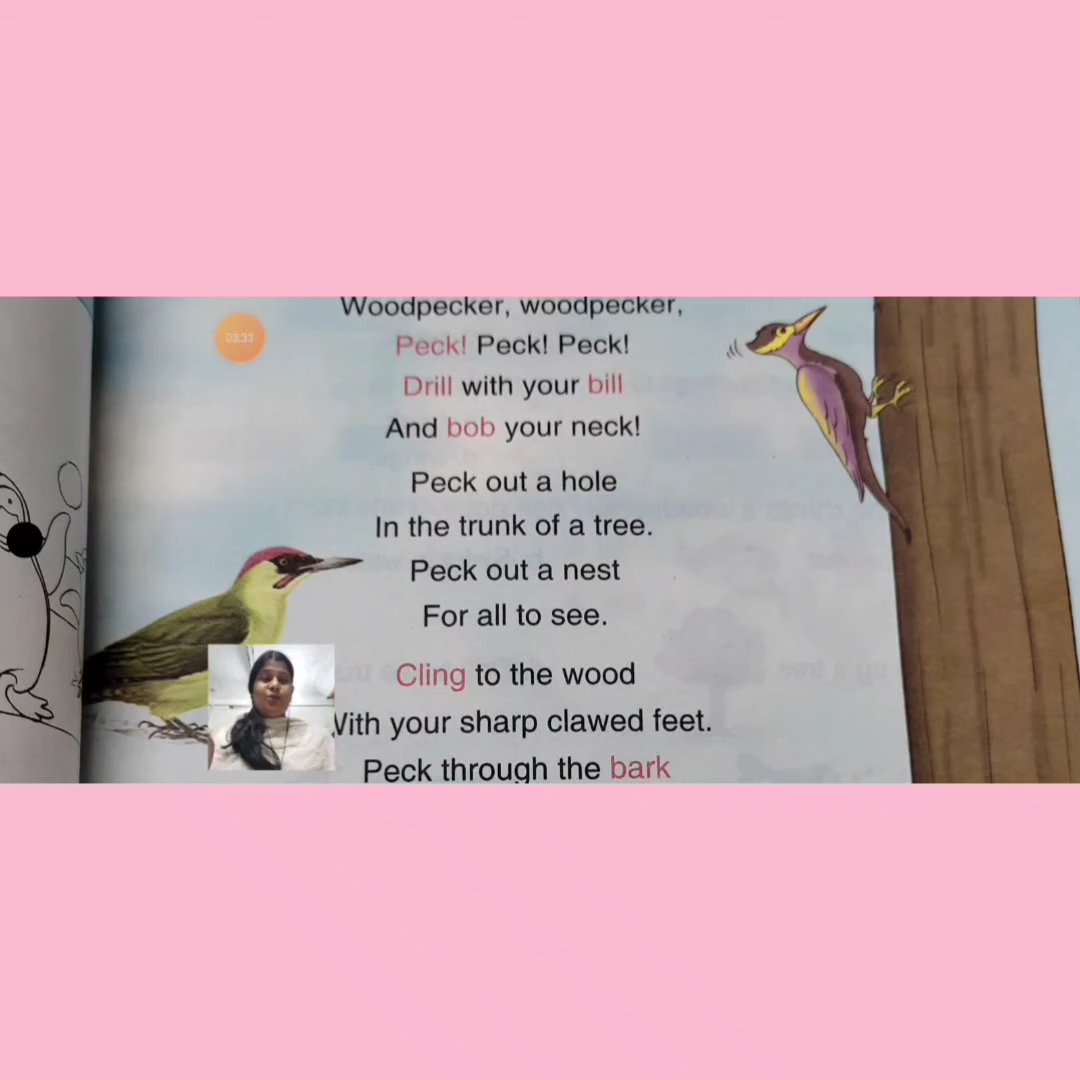 03:33
Woodpecker, woodpecker,
Peck! Peck! Peck!
Drill with your bill
And bob your neck!
Peck out a hole
In the trunk of a tree.
Peck out a nest
For all to see.
Cling to the wood
With your sharp clawed feet.
Peck through the bark